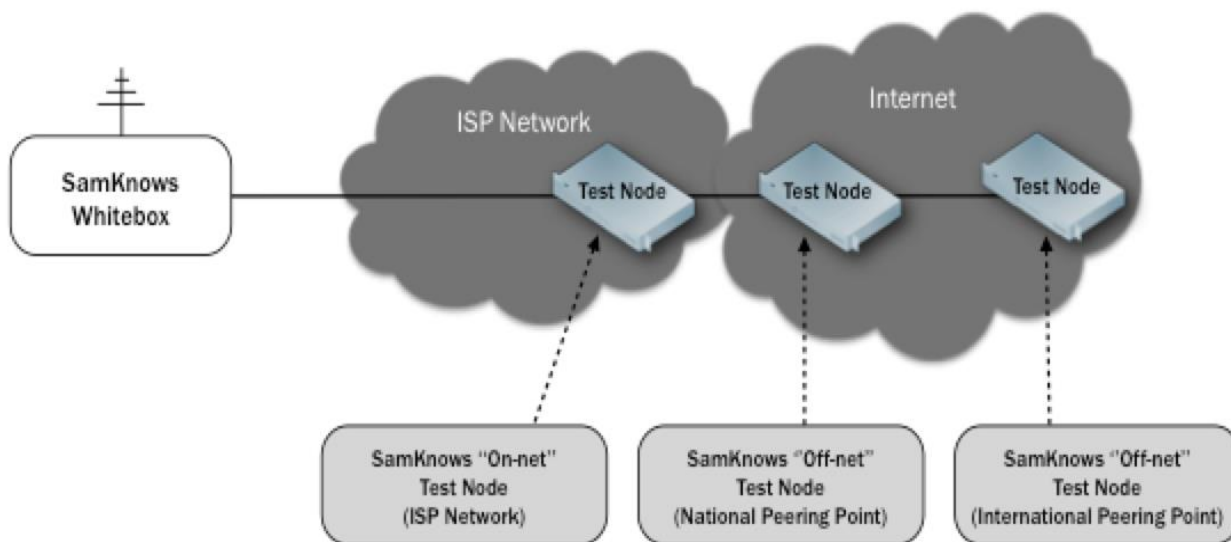 ISP Network
Internet
SamKnows
Whitebox
Test Node
Test Node
Test Node
SamKnows “On-net”
Test Node
(ISP Network)
SamKnows “Off-net”
Test Node
(National Peering Point)
SamKnows “Off-net”
Test Node
(International Peering Point)